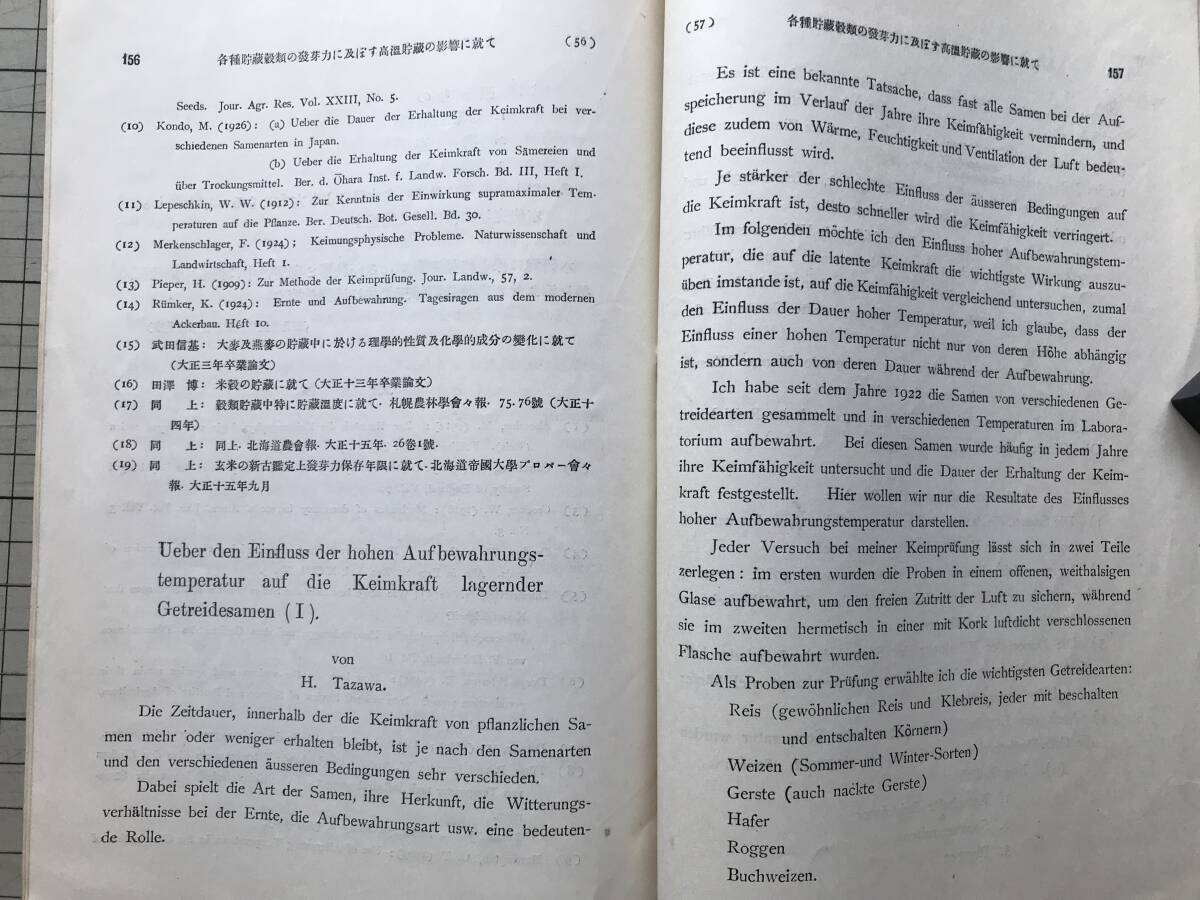 156 各種貯藏穀類の發芽力に及ぼす高溫貯藏の影響に就て (56)
Seeds. Jour. Agr. Res. Vol. XXIII, No. 5.
(10) Kondo, M. (1926): (a) Ueber die Dauer der Erhaltung der Keimkraft bei ver-
schiedenen Samenarten in Japan.
(b) Ueber die Erhaltung der Keimkraft von Sämereien und
über Trockungsmittel. Ber. d. Ōhara Inst. f. Landw. Forsch. Bd. III, Heft I.
(11) Lepeschkin, W. W. (1912): Zur Kenntnis der Einwirkung supramaximaler Tem-
peraturen auf die Pflanze. Ber. Deutsch. Bot. Gesell. Bd. 30.
(12) Merkenschlager, F. (1924); Keimungsphysische Probleme. Naturwissenschaft und
Landwirtschaft, Heft 1.
(13) Pieper, H. (1909): Zur Methode der Keimprüfung. Jour. Landw., 57, 2.
(14) Rümker, K. (1924): Ernte und Aufbewahrung. Tagesiragen aus dem modernen
Ackerbau. Heft 10.
(15) 武田信基: 大麥及燕麥の貯藏中に於ける理學的性質及化學的成分の變化に就て
(大正三年卒業論文)
(16) 田澤 博: 米穀の貯藏に就て (大正十三年卒業論文)
(17) 同 上: 穀類貯藏中特に貯藏溫度に就て. 札幌農林學會々報. 75. 76號 (大正十
四年)
(18) 同 上: 同上. 北海道農會報. 大正十五年. 26卷1號.
(19) 同 上: 玄米の新古鑑定上發芽力保存年限に就て. 北海道帝國大學プロバー會々
報. 大正十五年九月
Ueber den Einfluss der hohen Aufbewahrungs-
temperatur auf die Keimkraft lagernder
Getreidesamen (I).
von
H. Tazawa.
Die Zeitdauer, innerhalb der die Keimkraft von pflanzlichen Sa-
men mehr oder weniger erhalten bleibt, ist je nach den Samenarten
und den verschiedenen äusseren Bedingungen sehr verschieden.
Dabei spielt die Art der Samen, ihre Herkunft, die Witterungs-
verhältnisse bei der Ernte, die Aufbewahrungsart usw. eine bedeuten-
de Rolle.
(57) 各種貯藏穀類の發芽力に及ぼす高溫貯藏の影響に就て 157
Es ist eine bekannte Tatsache, dass fast alle Samen bei der Auf-
speicherung im Verlauf der Jahre ihre Keimfähigkeit vermindern, und
diese zudem von Wärme, Feuchtigkeit und Ventilation der Luft bedeu-
tend beeinflusst wird.
Je stärker der schlechte Einfluss der äusseren Bedingungen auf
die Keimkraft ist, desto schneller wird die Keimfähigkeit verringert.
Im folgenden möchte ich den Einfluss hoher Aufbewahrungstem-
peratur, die auf die latente Keimkraft die wichtigste Wirkung auszu-
üben imstande ist, auf die Keimfähigkeit vergleichend untersuchen, zumal
den Einfluss der Dauer hoher Temperatur, weil ich glaube, dass der
Einfluss einer hohen Temperatur nicht nur von deren Höhe abhängig
ist, sondern auch von deren Dauer während der Aufbewahrung.
Ich habe seit dem Jahre 1922 die Samen von verschiedenen Ge-
treidearten gesammelt und in verschiedenen Temperaturen im Labora-
torium aufbewahrt. Bei diesen Samen wurde häufig in jedem Jahre
ihre Keimfähigkeit untersucht und die Dauer der Erhaltung der Keim-
kraft festgestellt. Hier wollen wir nur die Resultate des Einflusses
hoher Aufbewahrungstemperatur darstellen.
Jeder Versuch bei meiner Keimprüfung lässt sich in zwei Teile
zerlegen: im ersten wurden die Proben in einem offenen, weithalsigen
Glase aufbewahrt, um den freien Zutritt der Luft zu sichern, während
sie im zweiten hermetisch in einer mit Kork luftdicht verschlossenen
Flasche aufbewahrt wurden.
Als Proben zur Prüfung erwählte ich die wichtigsten Getreidearten:
Reis (gewöhnlichen Reis und Klebreis, jeder mit beschalten
und entschalten Körnern)
Weizen (Sommer-und Winter-Sorten)
Gerste (auch nackte Gerste)
Hafer
Roggen
Buchweizen.